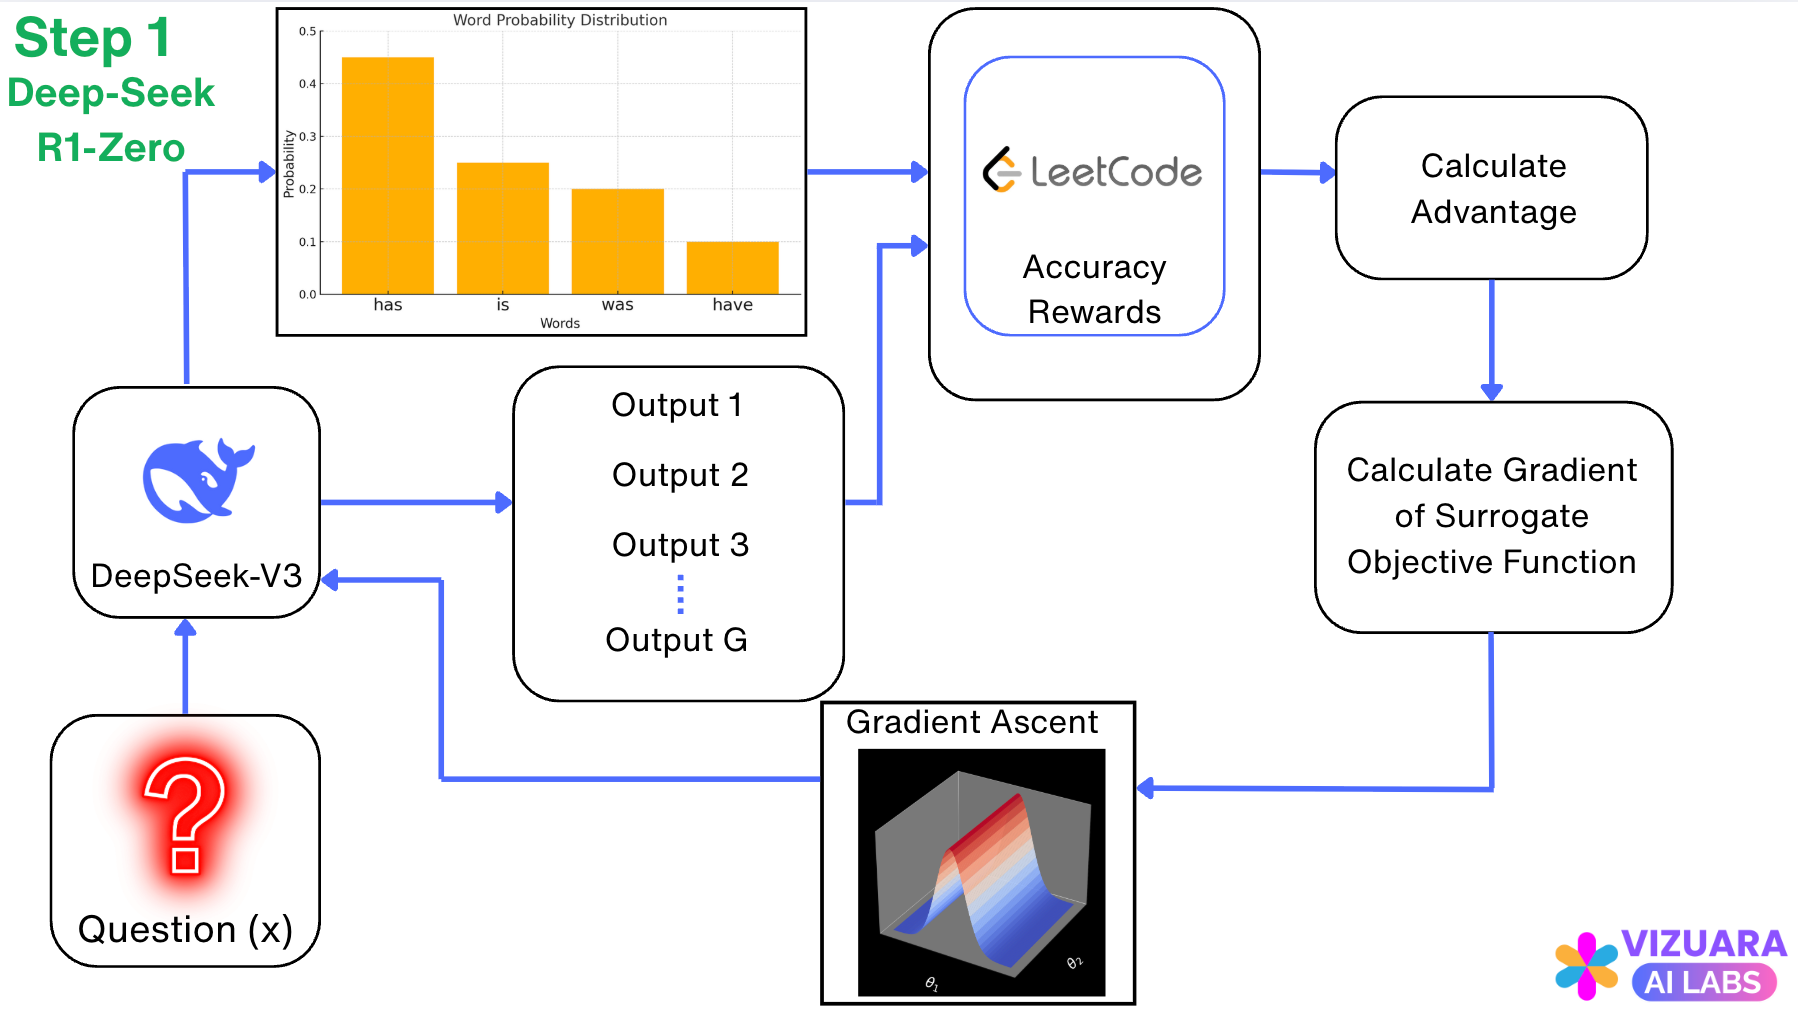 Step 1
Deep-Seek
R1-Zero
Word Probability Distribution
Probability
0.5
0.4
0.3
0.2
0.1
0.0
has is was have
Words
LeetCode
Accuracy
Rewards
Calculate
Advantage
DeepSeek-V3
Output 1
Output 2
Output 3
Output G
Calculate Gradient
of Surrogate
Objective Function
Question (x)
Gradient Ascent
θ₁
θ₂
VIZUARA
AI LABS